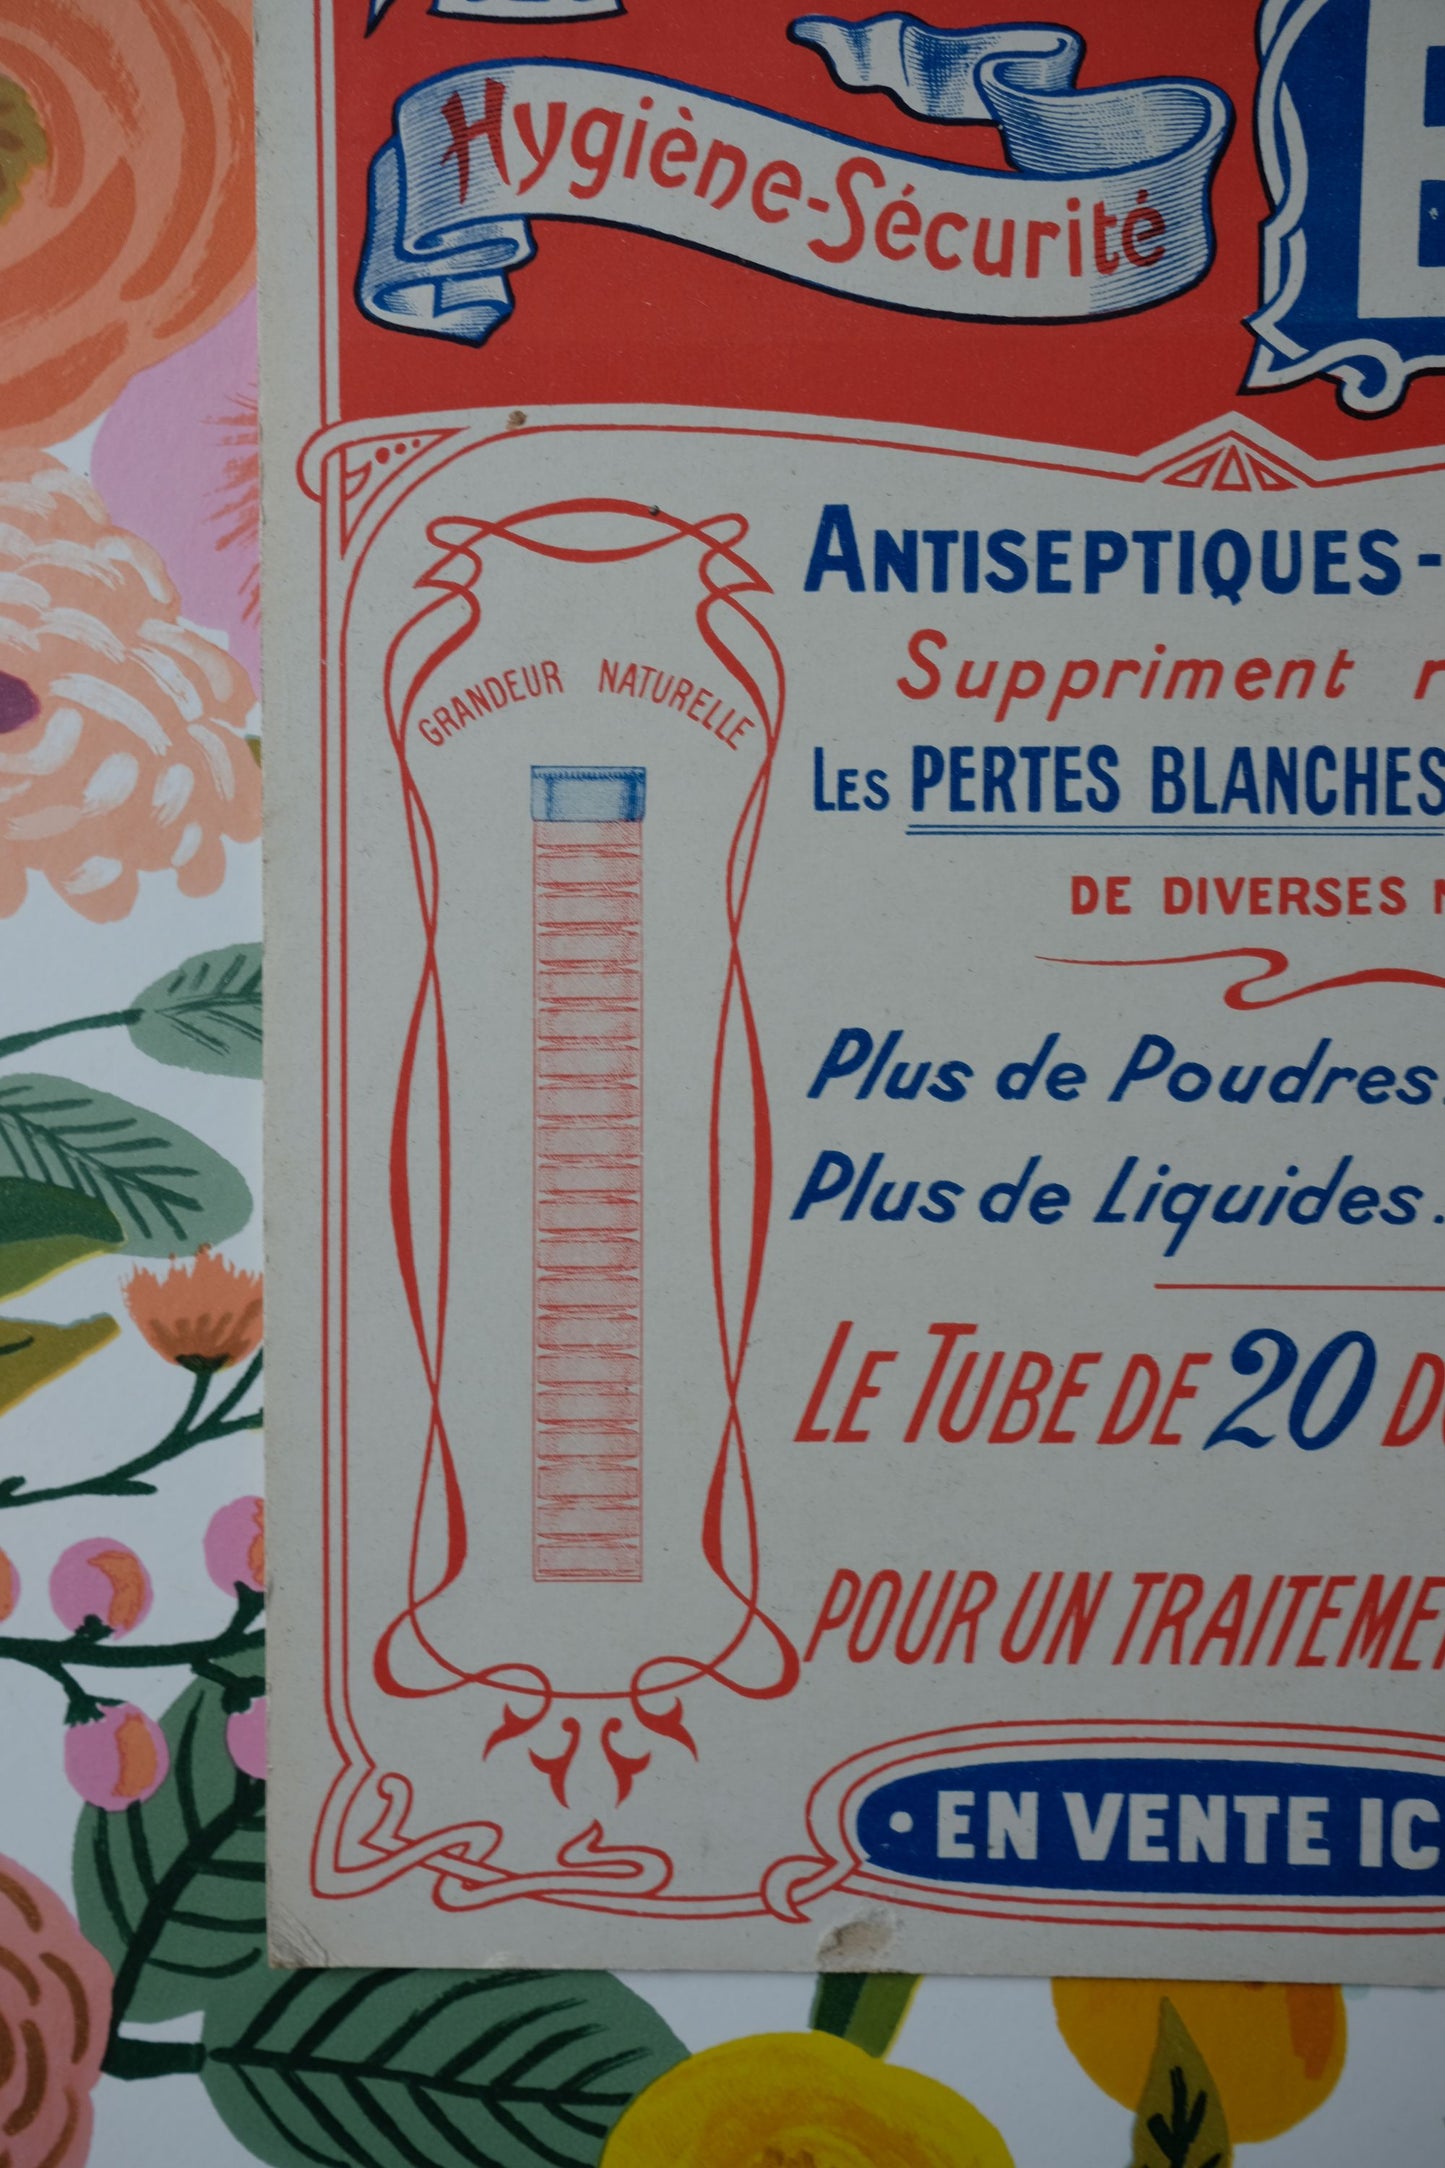 Hygiène-Sécurité
GRANDEUR NATURELLE
ANTISEPTIQUES -
Suppriment
LES PERTES BLANCHES
DE DIVERSES
Plus de Poudres.
Plus de Liquides.
LE TUBE DE 20
POUR UN
• EN VENTE